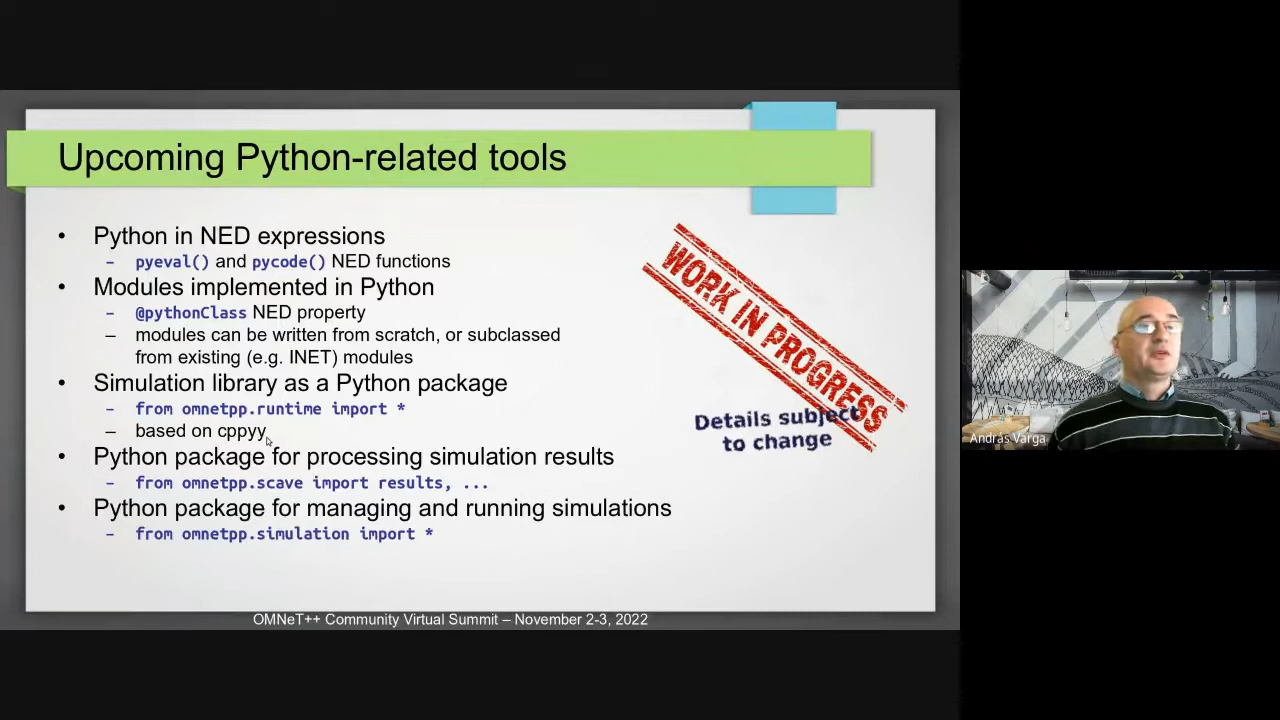 Upcoming Python-related tools
• Python in NED expressions
– pyeval() and pycode() NED functions
• Modules implemented in Python
– @pythonClass NED property
– modules can be written from scratch, or subclassed
from existing (e.g. INET) modules
• Simulation library as a Python package
– from omnetpp.runtime import *
– based on cppyy
• Python package for processing simulation results
– from omnetpp.scave import results, ...
• Python package for managing and running simulations
– from omnetpp.simulation import *
WORK IN PROGRESS
Details subject
to change
OMNeT++ Community Virtual Summit – November 2-3, 2022
András Varga